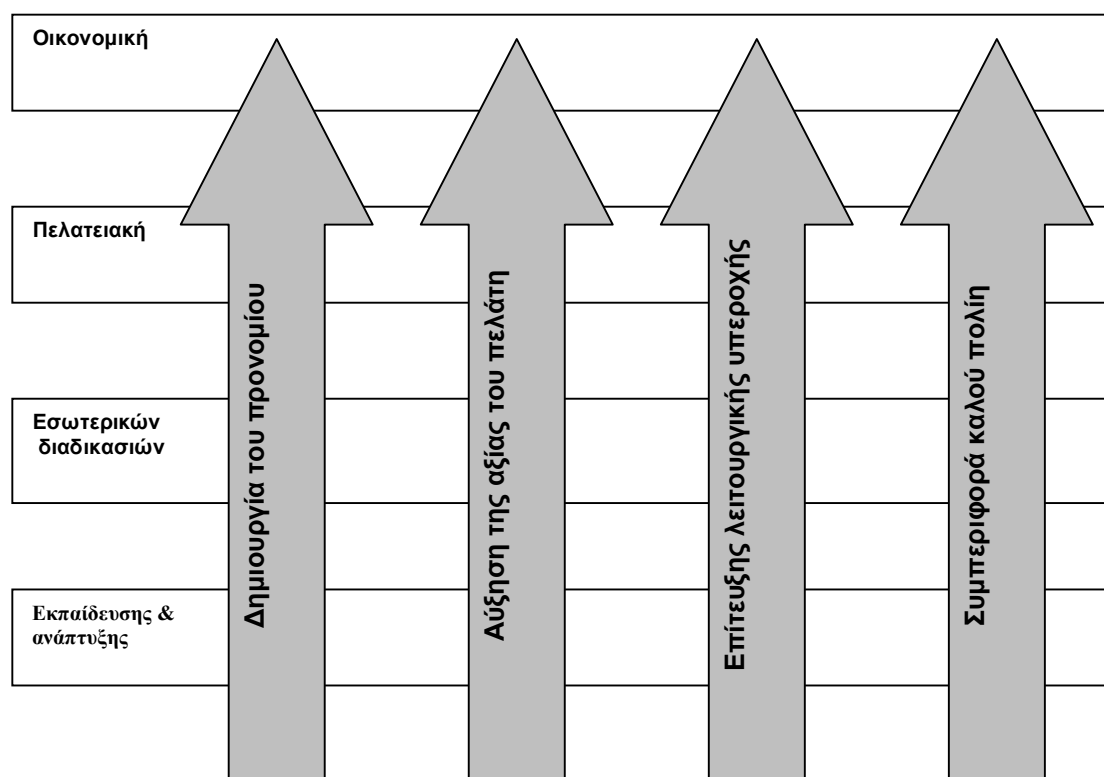 Οικονομική
Πελατειακή
Εσωτερικών
διαδικασιών
Εκπαίδευσης &
ανάπτυξης
Δημιουργία του προνομίου
Αύξηση της αξίας του πελάτη
Επίτευξης λειτουργικής υπεροχής
Συμπεριφορά καλού πολίη